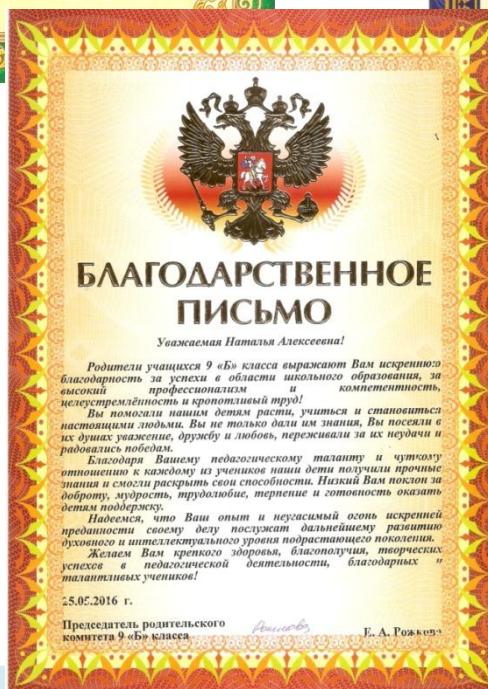 БЛАГОДАРСТВЕННОЕ
ПИСЬМО
Уважаемая Наталья Алексеевна!
Родители учащихся 9 «Б» класса выражают Вам искреннюю
благодарность за успехи в области школьного образования, за
высокий профессионализм и компетентность,
целеустремлённость и кропотливый труд!
Вы помогали нашим детям расти, учиться и становиться
настоящими людьми. Вы не только дали им знания, Вы посеяли в
их душах уважение, дружбу и любовь, переживали за их неудачи и
радовались победам.
Благодаря Вашему педагогическому таланту и чуткому
отношению к каждому из учеников наши дети получили прочные
знания и смогли раскрыть свои способности. Низкий Вам поклон за
доброту, мудрость, трудолюбие, терпение и готовность оказать
детям поддержку.
Надеемся, что Ваш опыт и неугасимый огонь искренней
преданности своему делу послужат дальнейшему развитию
духовного и интеллектуального уровня подрастающего поколения.
Желаем Вам крепкого здоровья, благополучия, творческих
успехов в педагогической деятельности, благодарных и
талантливых учеников!
25.05.2016 г.
Председатель родительского
комитета 9 «Б» класса Е. А. Рожкова